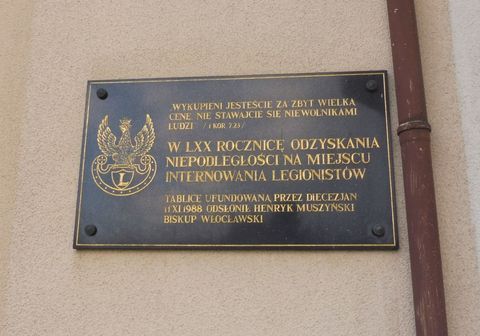 „WYKUPIENI JESTEŚCIE ZA ZBYT WIELKĄ
CENĘ NIE STAWAJCIE SIĘ NIEWOLNIKAMI
LUDZI /1 KOR 7,23/
W LXX ROCZNICĘ ODZYSKANIA
NIEPODLEGŁOŚCI NA MIEJSCU
INTERNOWANIA LEGIONISTÓW
TABLICE UFUNDOWANĄ PRZEZ DIECEZJAN
11 XI 1988 ODSŁONIŁ HENRYK MUSZYŃSKI
BISKUP WŁOCŁAWSKI
L